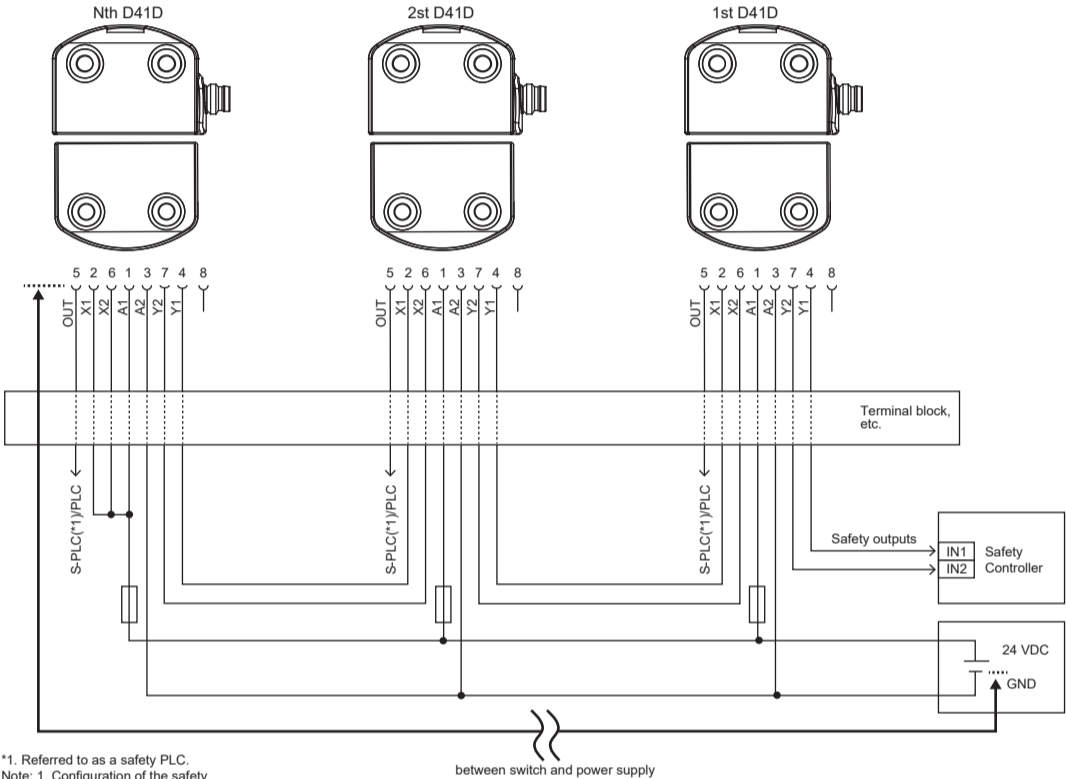 Nth D41D
2st D41D
1st D41D
5 2 6 1 3 7 4 8
OUT X1 X2 A1 A2 Y2 Y1
5 2 6 1 3 7 4 8
OUT X1 X2 A1 A2 Y2 Y1
5 2 6 1 3 7 4 8
OUT X1 X2 A1 A2 Y2 Y1
Terminal block,
etc.
S-PLC(*1)/PLC
S-PLC(*1)/PLC
S-PLC(*1)/PLC
Safety outputs
IN1
IN2
Safety
Controller
24 VDC
GND
*1. Referred to as a safety PLC.
Note: 1. Configuration of the safety
between switch and power supply